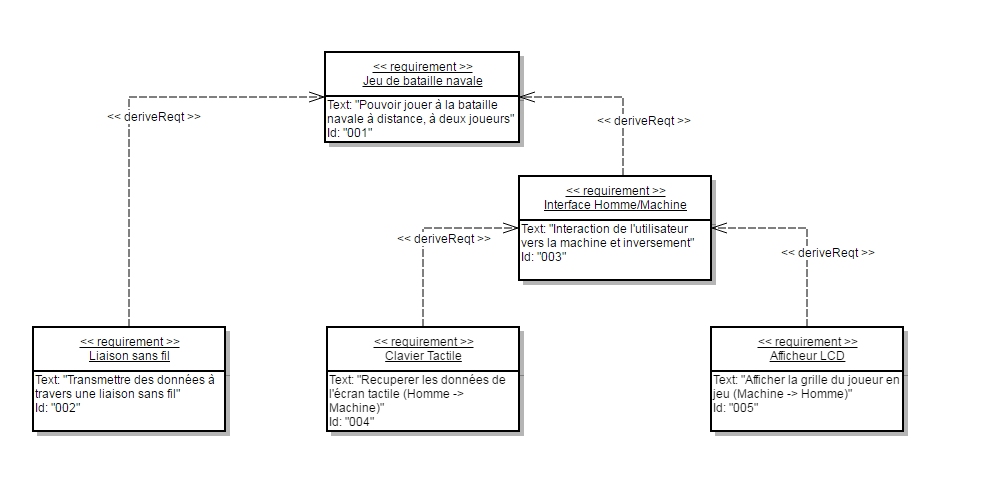 << requirement >>
Jeu de bataille navale
Text: "Pouvoir jouer à la bataille
navale à distance, à deux joueurs"
Id: "001"
<< deriveReqt >>
<< deriveReqt >>
<< requirement >>
Interface Homme/Machine
Text: "Interaction de l'utilisateur
vers la machine et inversement"
Id: "003"
<< deriveReqt >>
<< deriveReqt >>
<< requirement >>
Liaison sans fil
Text: "Transmettre des données à
travers une liaison sans fil"
Id: "002"
<< requirement >>
Clavier Tactile
Text: "Recuperer les données de
l'écran tactile (Homme ->
Machine)"
Id: "004"
<< requirement >>
Afficheur LCD
Text: "Afficher la grille du joueur en
jeu (Machine -> Homme)"
Id: "005"